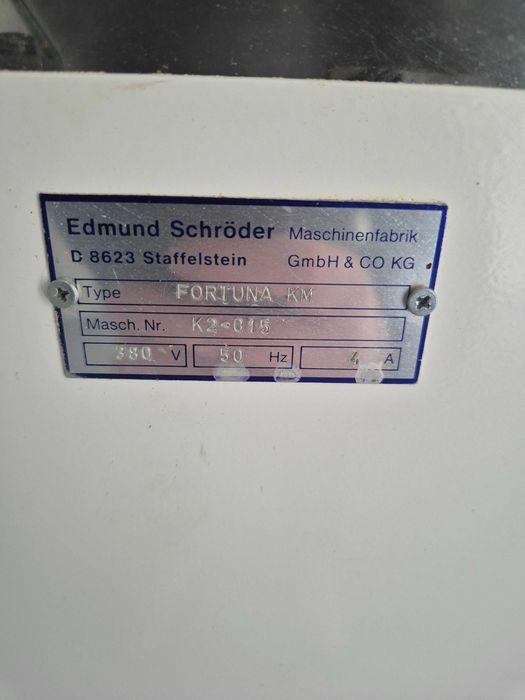 Edmund Schröder Maschinenfabrik
D 8623 Staffelstein GmbH & CO KG
Type FORTUNA KM
Masch. Nr. K2-015
380 V 50 Hz 4 A